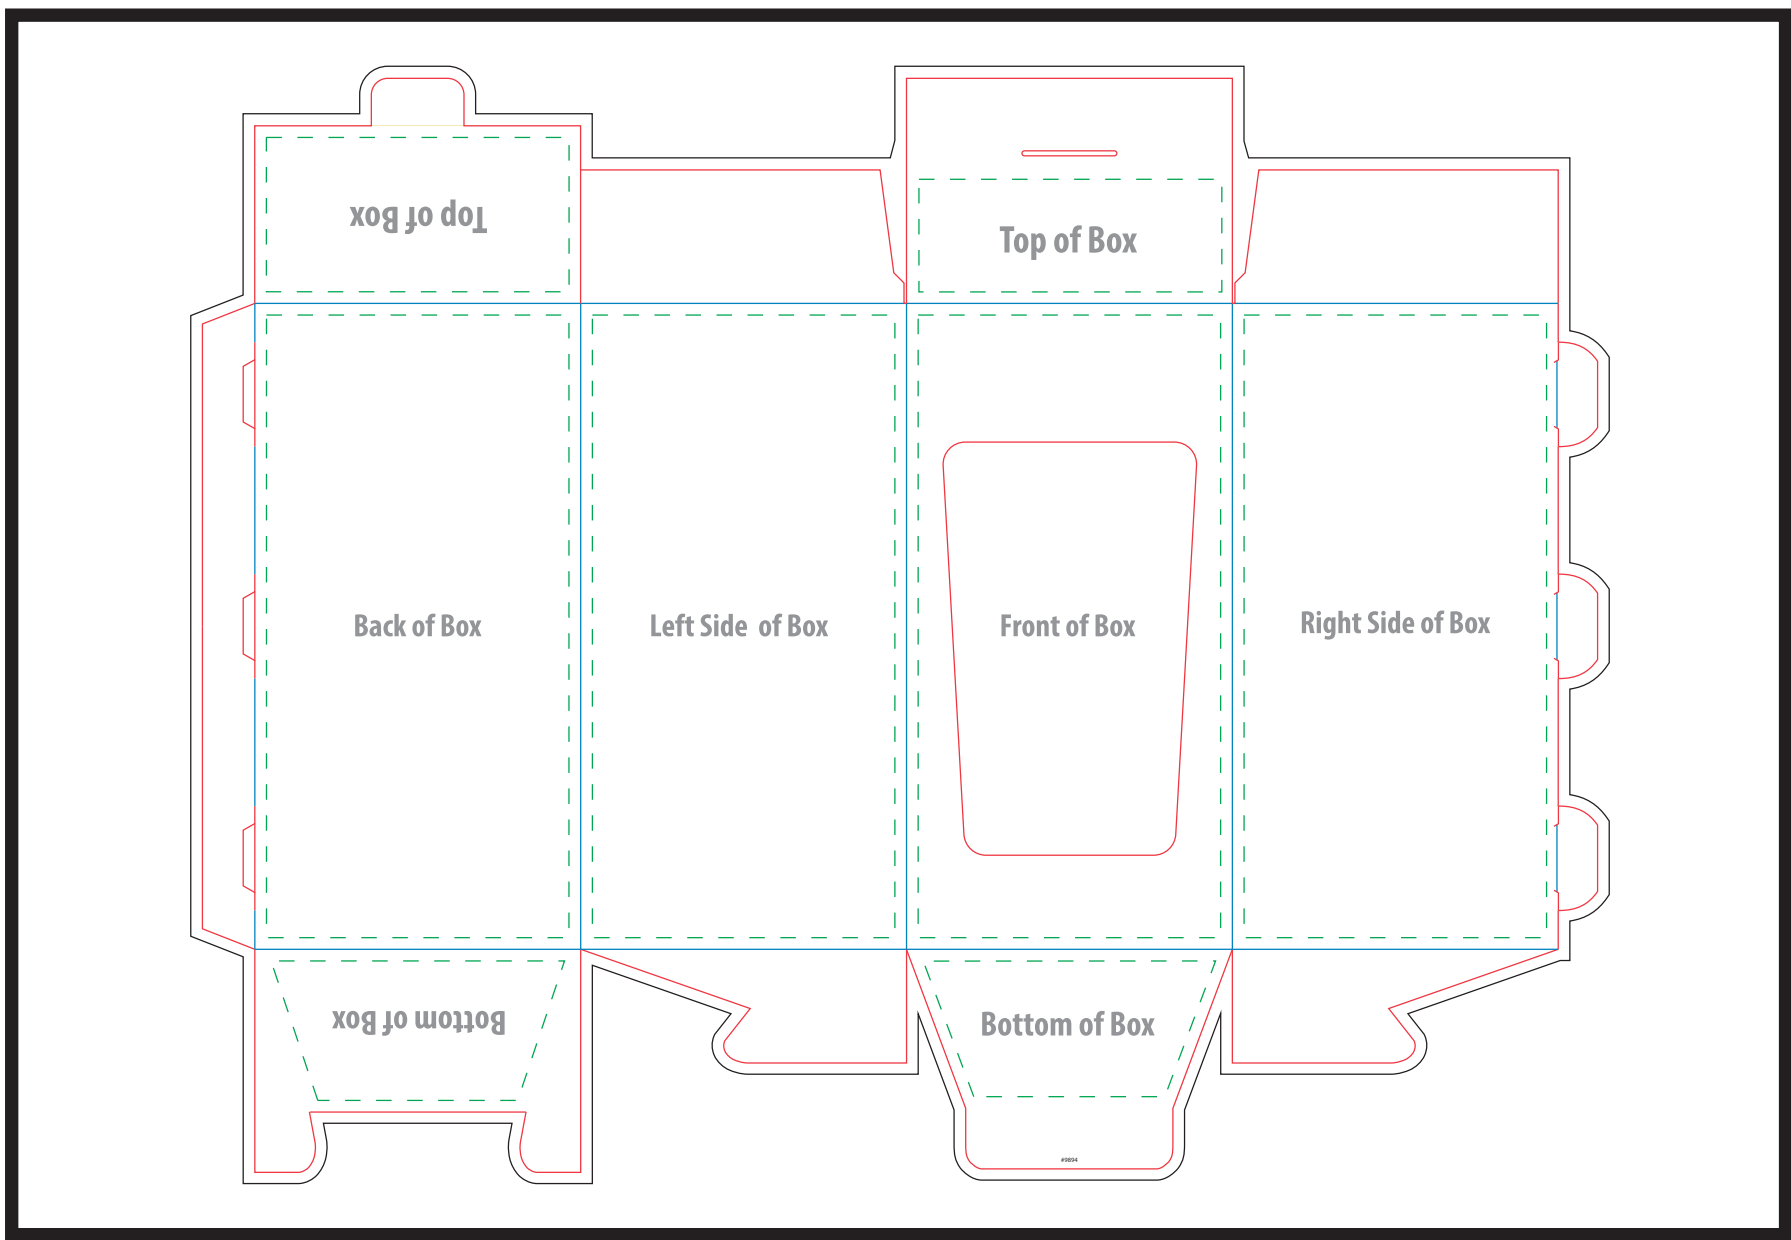 Top of Box
Top of Box
Back of Box
Left Side of Box
Front of Box
Right Side of Box
Bottom of Box
Bottom of Box
#9894